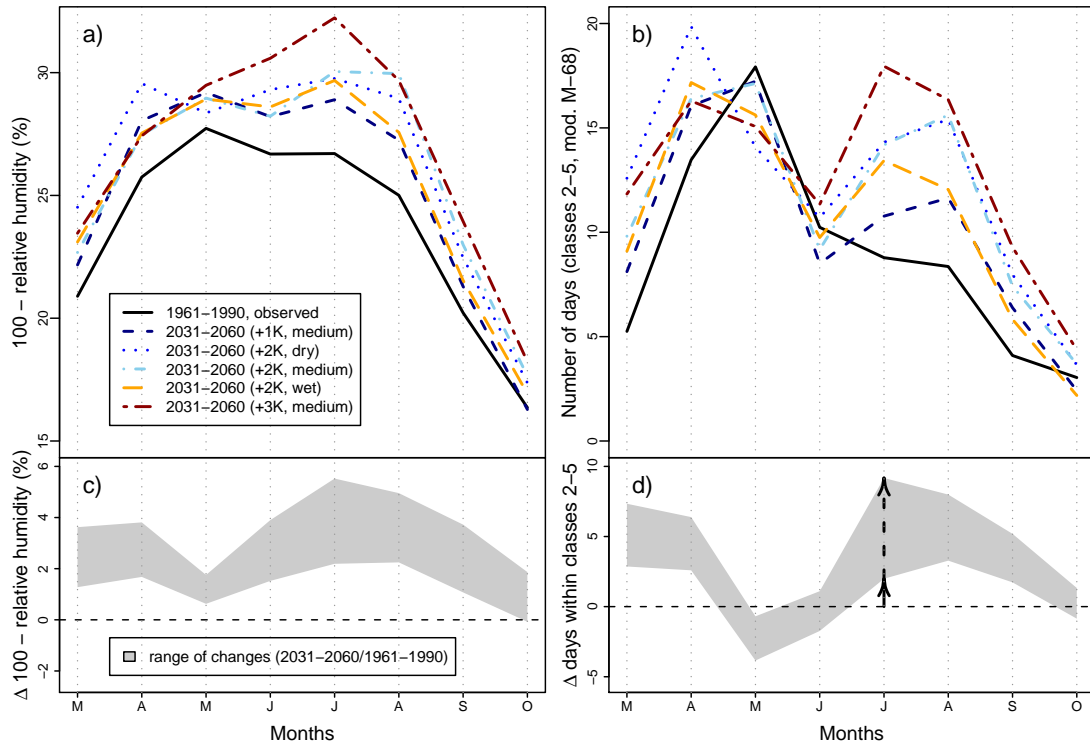 a)
100 − relative humidity (%)
15
20
25
30
1961−1990, observed
2031−2060 (+1K, medium)
2031−2060 (+2K, dry)
2031−2060 (+2K, medium)
2031−2060 (+2K, wet)
2031−2060 (+3K, medium)
b)
Number of days (classes 2−5, mod. M−68)
0
5
10
15
20
c)
Δ 100 − relative humidity (%)
−2
0
2
4
6
range of changes (2031−2060/1961−1990)
M A M J J A S O
Months
d)
Δ days within classes 2−5
−5
0
5
10
M A M J J A S O
Months